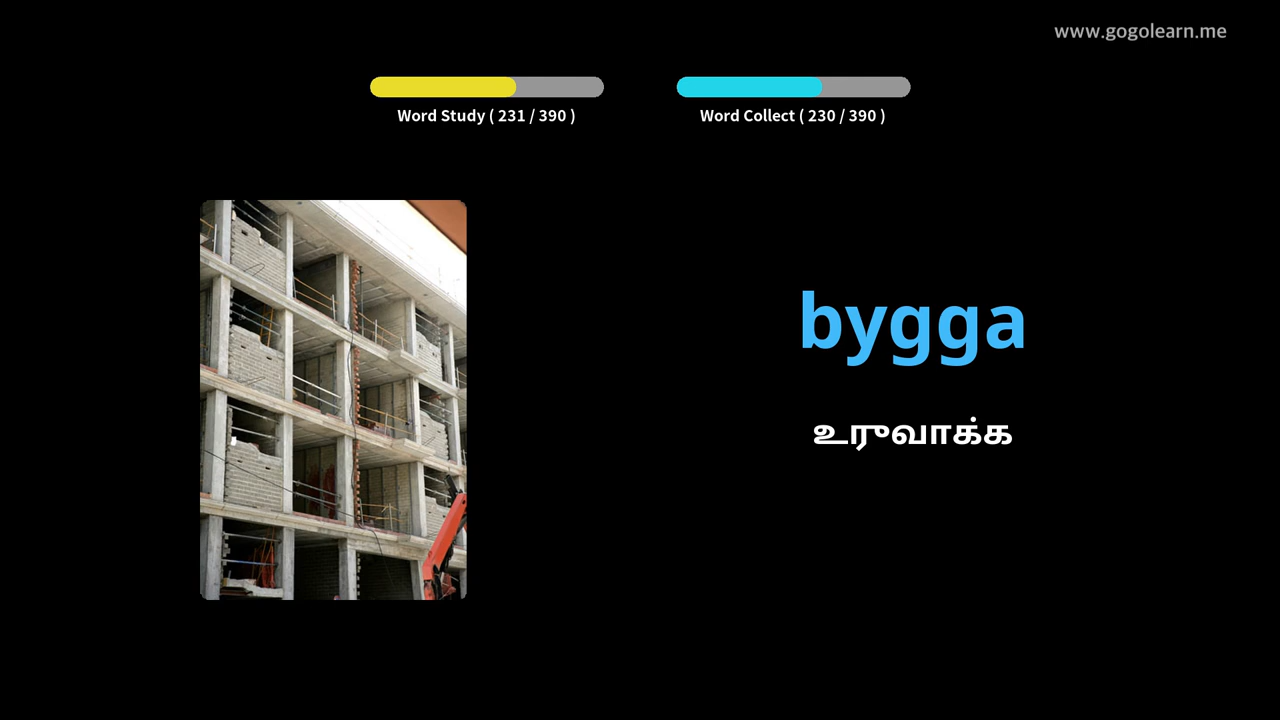 www.gogolearn.me
Word Study ( 231 / 390 )
Word Collect ( 230 / 390 )
bygga
உருவாக்க